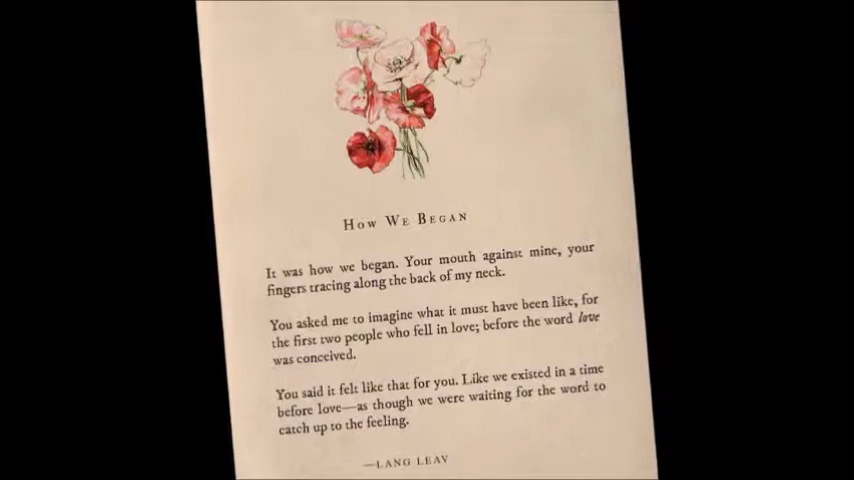 How We Began
It was how we began. Your mouth against mine, your
fingers tracing along the back of my neck.
You asked me to imagine what it must have been like, for
the first two people who fell in love; before the word love
was conceived.
You said it felt like that for you. Like we existed in a time
before love—as though we were waiting for the word to
catch up to the feeling.
—LANG LEAV